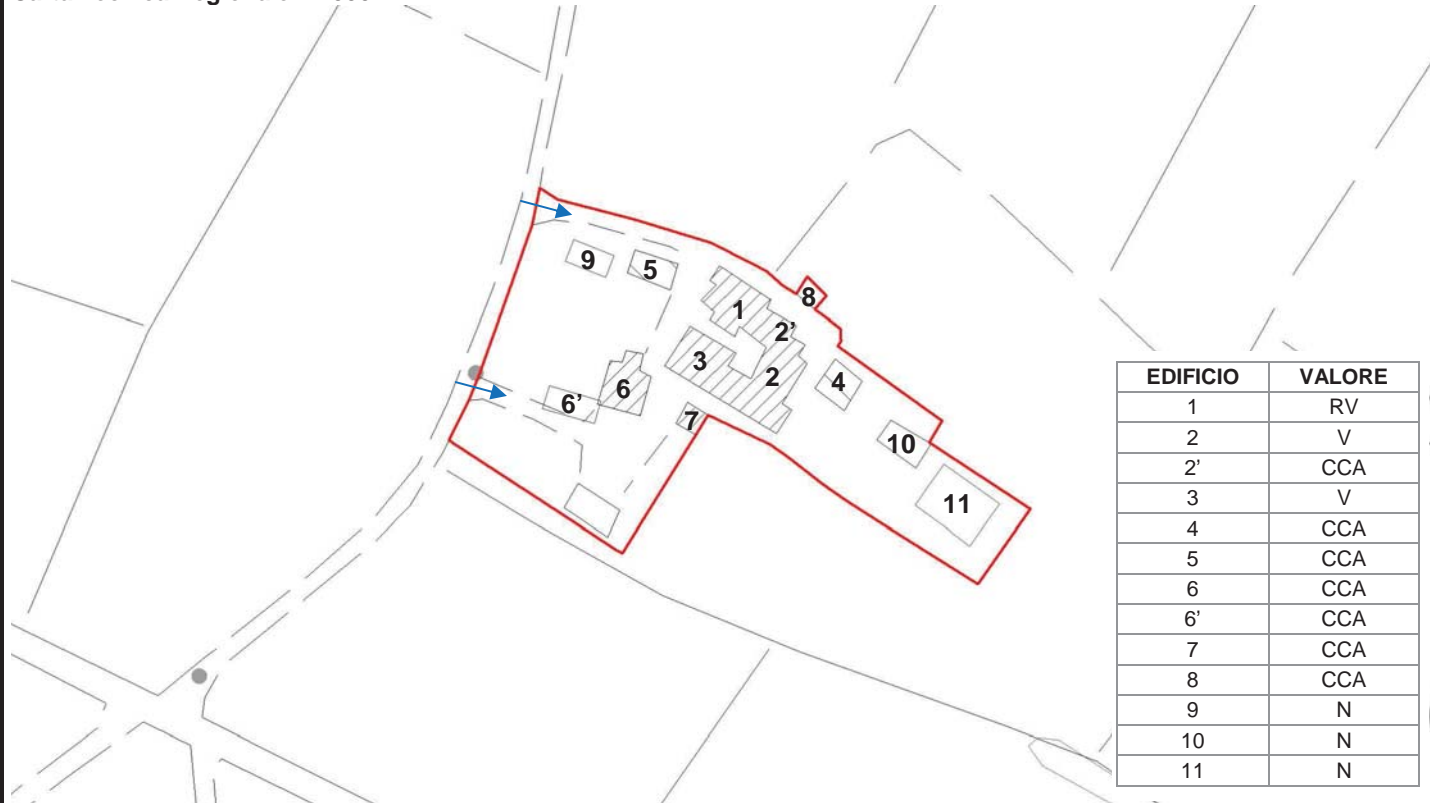 9
5
8
1
2'
3
2
4
6
6'
7
10
11
EDIFICIO VALORE
1 RV
2 V
2' CCA
3 V
4 CCA
5 CCA
6 CCA
6' CCA
7 CCA
8 CCA
9 N
10 N
11 N